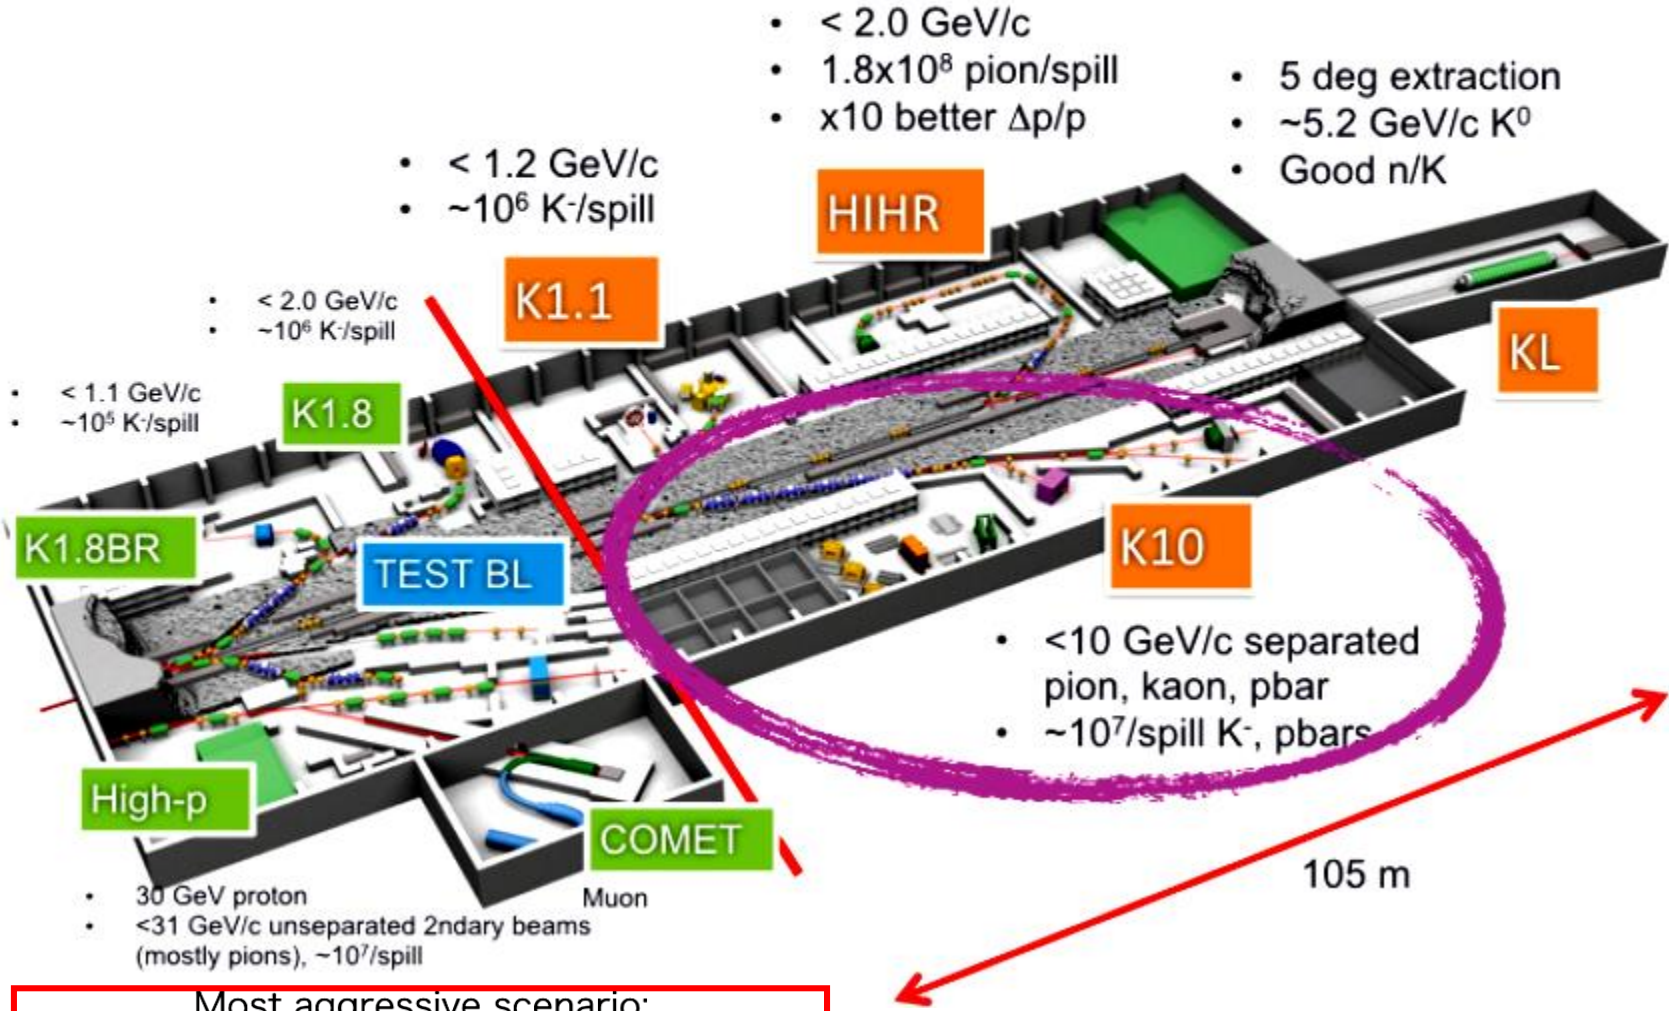 • < 2.0 GeV/c
• 1.8x10⁸ pion/spill
• x10 better Δp/p
• 5 deg extraction
• ~5.2 GeV/c K⁰
• Good n/K
• < 1.2 GeV/c
• ~10⁶ K⁻/spill
HIHR
K1.1
• < 2.0 GeV/c
• ~10⁶ K⁻/spill
KL
• < 1.1 GeV/c
• ~10⁵ K⁻/spill
K1.8
K1.8BR
TEST BL
K10
• <10 GeV/c separated
pion, kaon, pbar
• ~10⁷/spill K⁻, pbars
High-p
COMET
105 m
• 30 GeV proton
Muon
• <31 GeV/c unseparated 2ndary beams
(mostly pions), ~10⁷/spill
Most aggressive scenario: